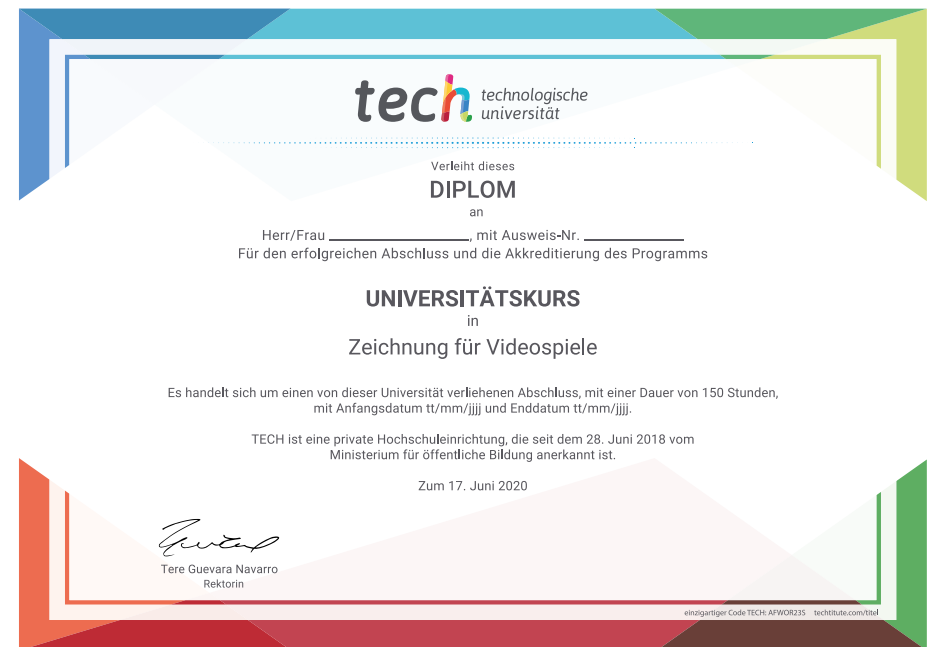 tech technologische
universität
Verleiht dieses
DIPLOM
an
Herr/Frau ____________________, mit Ausweis-Nr. ______________
Für den erfolgreichen Abschluss und die Akkreditierung des Programms
UNIVERSITÄTSKURS
in
Zeichnung für Videospiele
Es handelt sich um einen von dieser Universität verliehenen Abschluss, mit einer Dauer von 150 Stunden,
mit Anfangsdatum tt/mm/jjjj und Enddatum tt/mm/jjjj.
TECH ist eine private Hochschuleinrichtung, die seit dem 28. Juni 2018 vom
Ministerium für öffentliche Bildung anerkannt ist.
Zum 17. Juni 2020
Tere Guevara Navarro
Rektorin
einzigartiger Code TECH: AFWOR23S techtitute.com/titel